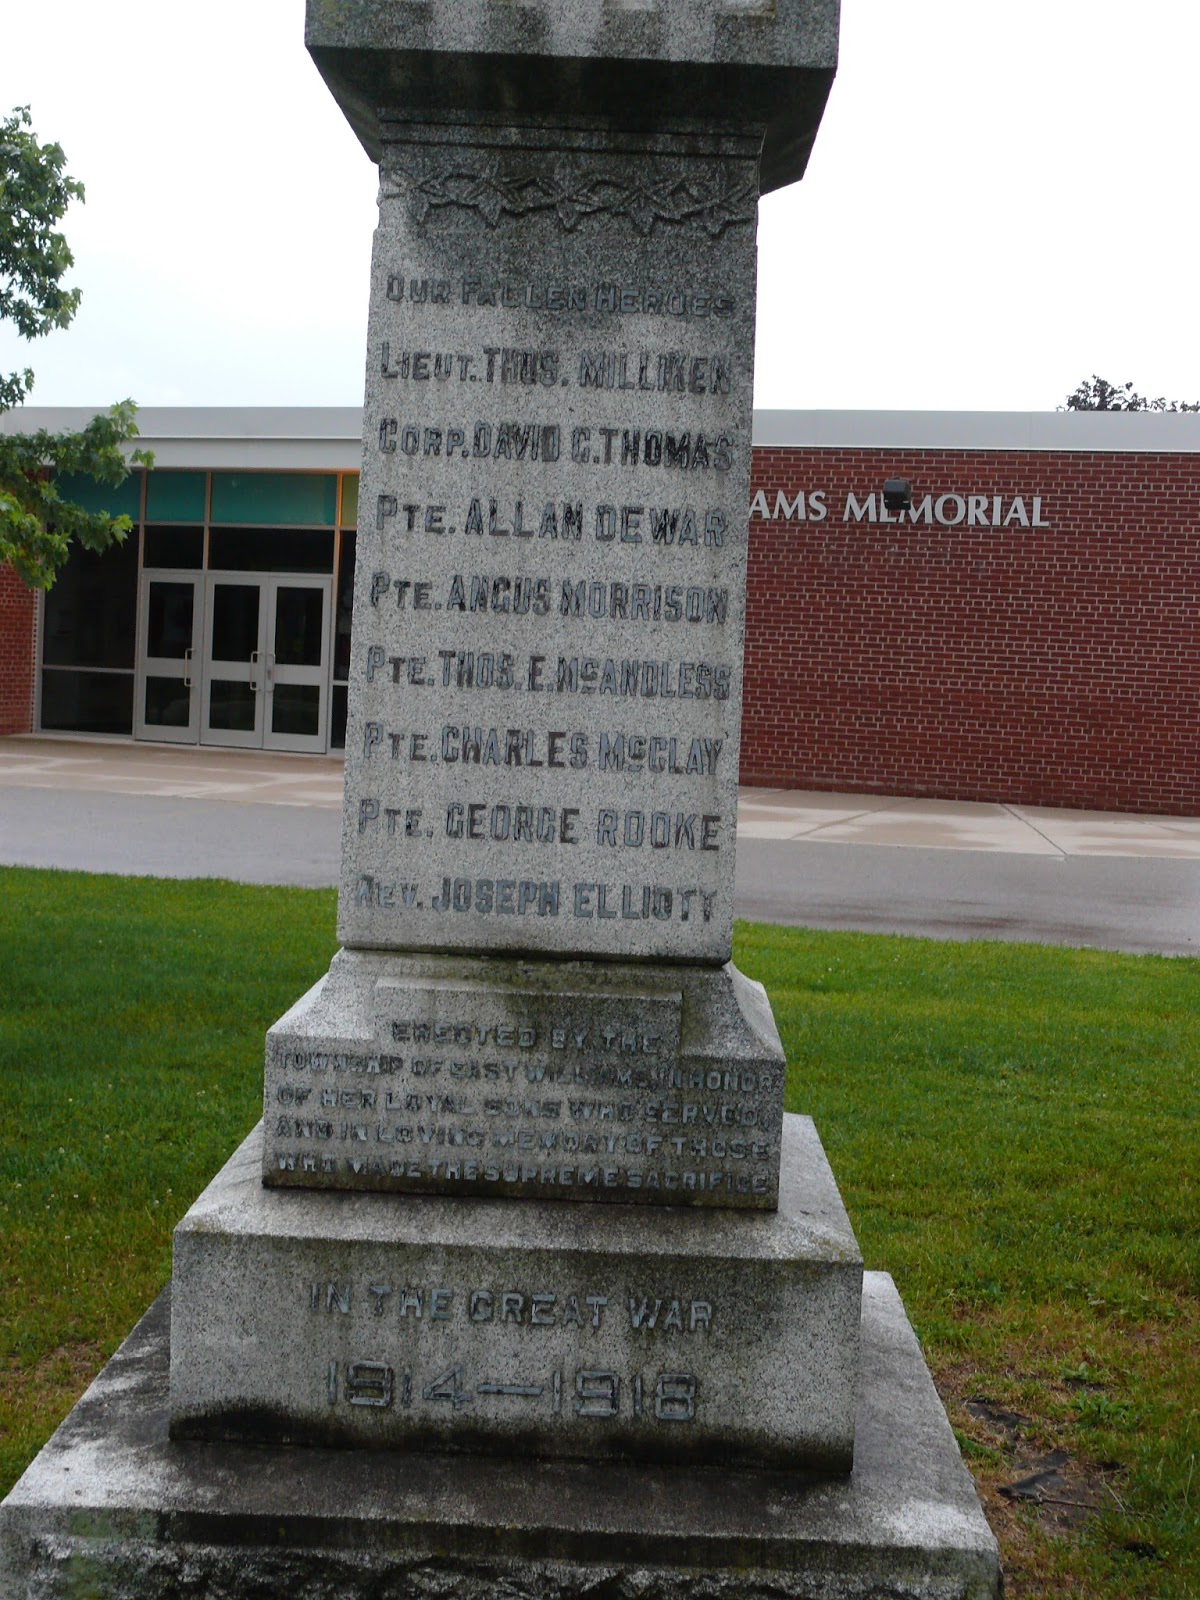 OUR FALLEN HEROES
LIEUT. THOS. MILLIKEN
CORP. DAVID G. THOMAS
PTE. ALLAN DEWAR
PTE. ANGUS MORRISON
PTE. THOS. E. McANDLESS
PTE. CHARLES McCLAY
PTE. GEORGE ROOKE
REV. JOSEPH ELLIOTT
ERECTED BY THE
TOWNSHIP OF EAST WILLIAMS, IN HONOR
OF HER LOYAL SONS WHO SERVED,
AND IN LOVING MEMORY OF THOSE
WHO MADE THE SUPREME SACRIFICE
IN THE GREAT WAR
1914—1918
AMS MEMORIAL